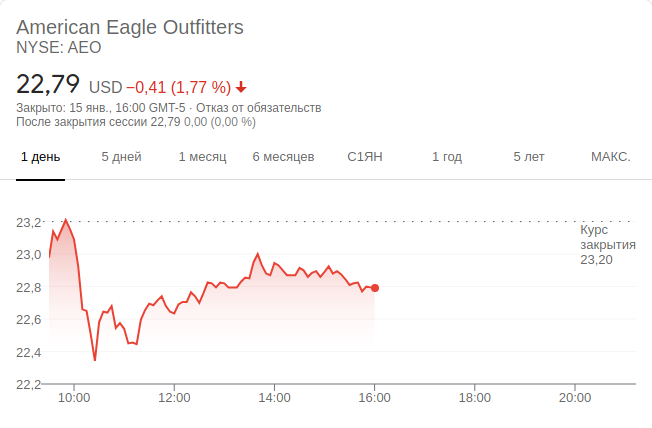 American Eagle Outfitters
NYSE: AEO
22,79 USD −0,41 (1,77 %)
Закрыто: 15 янв., 16:00 GMT-5 · Отказ от обязательств
После закрытия сессии 22,79 0,00 (0,00 %)
1 день 5 дней 1 месяц 6 месяцев С1ЯН 1 год 5 лет МАКС.
23,2
Курс
закрытия
23,20
23,0
22,8
22,6
22,4
22,2
10:00 12:00 14:00 16:00 18:00 20:00